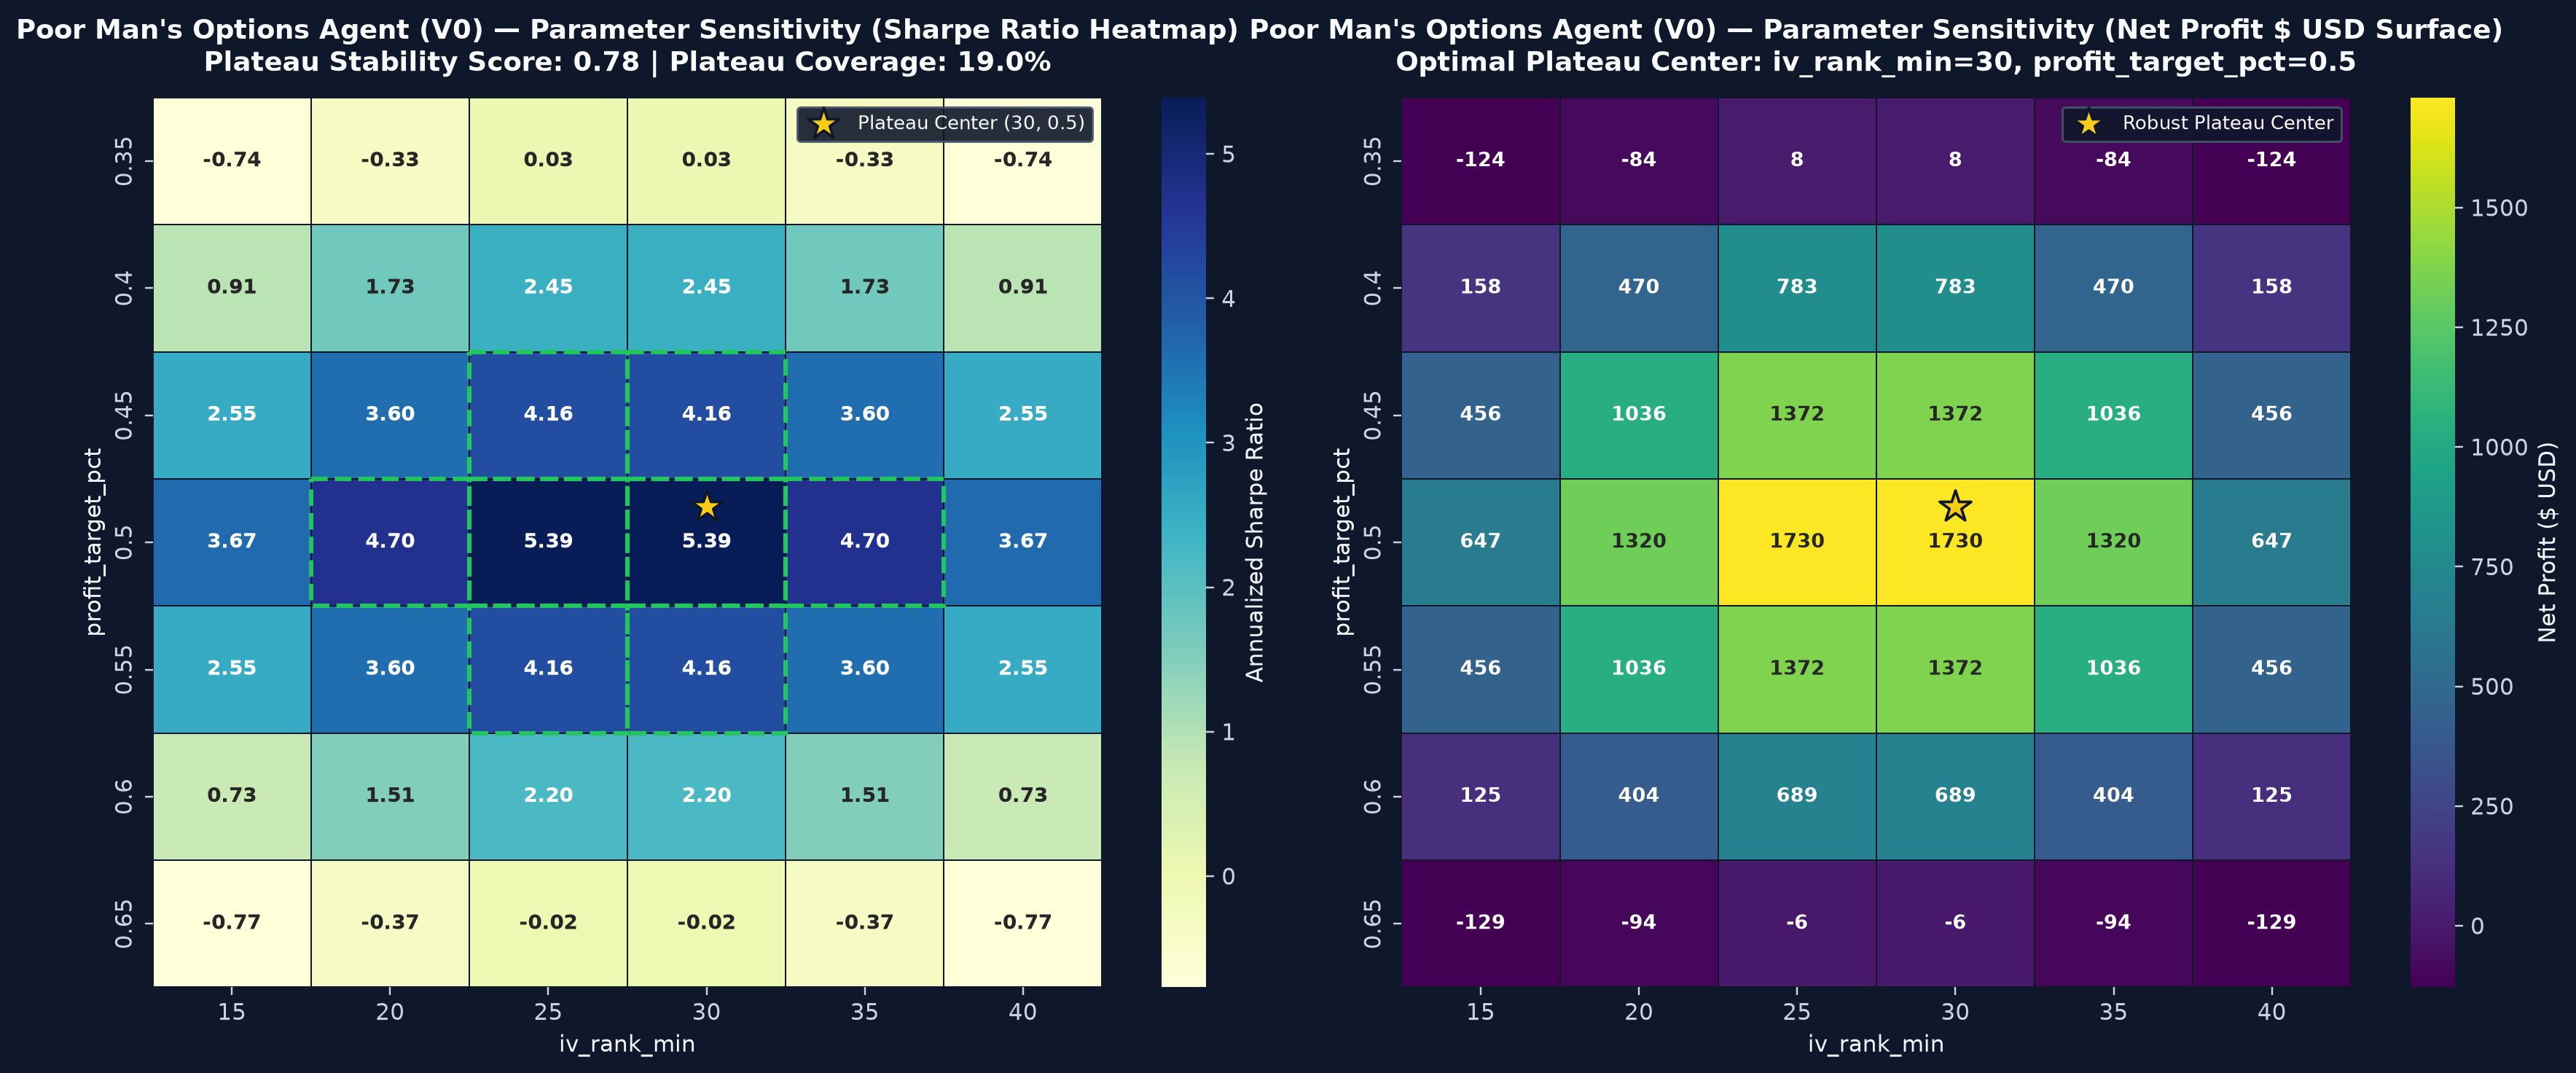 Poor Man's Options Agent (V0) — Parameter Sensitivity (Sharpe Ratio Heatmap)
Plateau Stability Score: 0.78 | Plateau Coverage: 19.0%
Plateau Center (30, 0.5)
profit_target_pct
0.35 -0.74 -0.33 0.03 0.03 -0.33 -0.74
0.4 0.91 1.73 2.45 2.45 1.73 0.91
0.45 2.55 3.60 4.16 4.16 3.60 2.55
0.5 3.67 4.70 5.39 5.39 4.70 3.67
0.55 2.55 3.60 4.16 4.16 3.60 2.55
0.6 0.73 1.51 2.20 2.20 1.51 0.73
0.65 -0.77 -0.37 -0.02 -0.02 -0.37 -0.77
15 20 25 30 35 40
iv_rank_min
5
4
3
2
1
0
Annualized Sharpe Ratio
Poor Man's Options Agent (V0) — Parameter Sensitivity (Net Profit $ USD Surface)
Optimal Plateau Center: iv_rank_min=30, profit_target_pct=0.5
Robust Plateau Center
profit_target_pct
0.35 -124 -84 8 8 -84 -124
0.4 158 470 783 783 470 158
0.45 456 1036 1372 1372 1036 456
0.5 647 1320 1730 1730 1320 647
0.55 456 1036 1372 1372 1036 456
0.6 125 404 689 689 404 125
0.65 -129 -94 -6 -6 -94 -129
15 20 25 30 35 40
iv_rank_min
1500
1250
1000
750
500
250
0
Net Profit ($ USD)